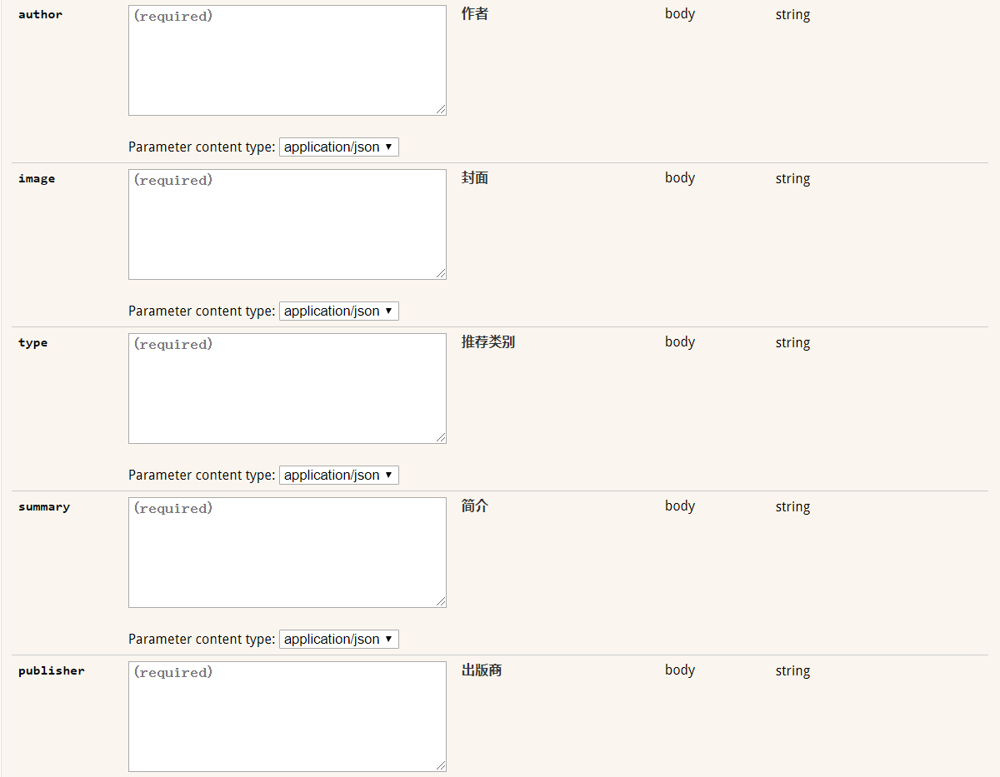 author (required) 作者 body string
Parameter content type: application/json
image (required) 封面 body string
Parameter content type: application/json
type (required) 推荐类别 body string
Parameter content type: application/json
summary (required) 简介 body string
Parameter content type: application/json
publisher (required) 出版商 body string